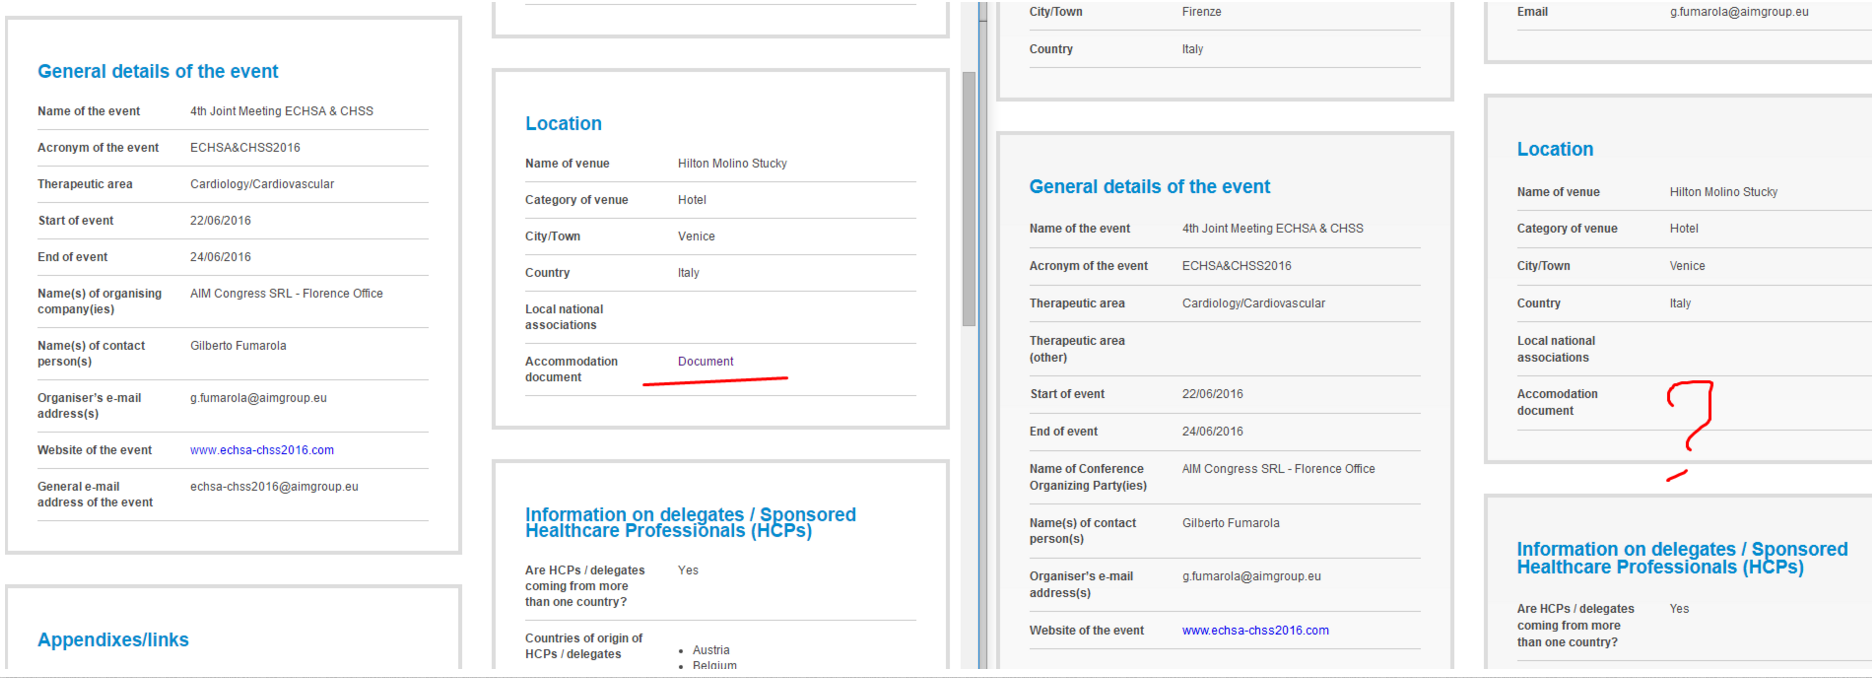 General details of the event
Name of the event 4th Joint Meeting ECHSA & CHSS
Acronym of the event ECHSA&CHSS2016
Therapeutic area Cardiology/Cardiovascular
Start of event 22/06/2016
End of event 24/06/2016
Name(s) of organising AIM Congress SRL - Florence Office
company(ies)
Name(s) of contact Gilberto Fumarola
person(s)
Organiser's e-mail g.fumarola@aimgroup.eu
address(s)
Website of the event www.echsa-chss2016.com
General e-mail echsa-chss2016@aimgroup.eu
address of the event
Appendixes/links
Location
Name of venue Hilton Molino Stucky
Category of venue Hotel
City/Town Venice
Country Italy
Local national
associations
Accommodation Document
document
Information on delegates / Sponsored
Healthcare Professionals (HCPs)
Are HCPs / delegates Yes
coming from more
than one country?
Countries of origin of
HCPs / delegates
• Austria
• Belgium
City/Town Firenze
Country Italy
General details of the event
Name of the event 4th Joint Meeting ECHSA & CHSS
Acronym of the event ECHSA&CHSS2016
Therapeutic area Cardiology/Cardiovascular
Therapeutic area
(other)
Start of event 22/06/2016
End of event 24/06/2016
Name of Conference AIM Congress SRL - Florence Office
Organizing Party(ies)
Name(s) of contact Gilberto Fumarola
person(s)
Organiser's e-mail g.fumarola@aimgroup.eu
address(s)
Website of the event www.echsa-chss2016.com
Email g.fumarola@aimgroup.eu
Location
Name of venue Hilton Molino Stucky
Category of venue Hotel
City/Town Venice
Country Italy
Local national
associations
Accomodation ?
document
Information on delegates / Sponsored
Healthcare Professionals (HCPs)
Are HCPs / delegates Yes
coming from more
than one country?